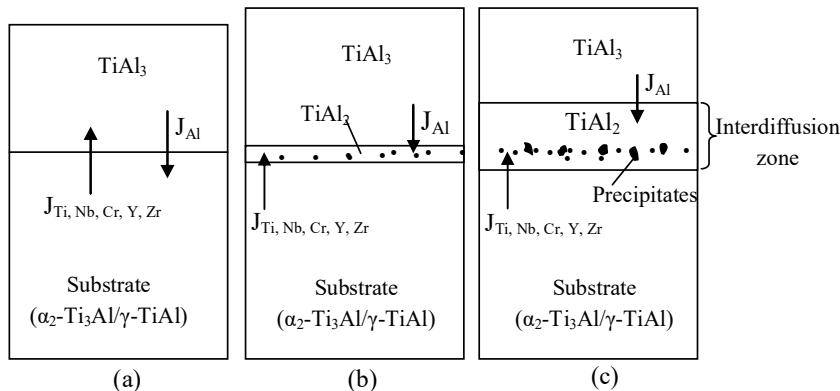 TiAl₃
J_Al
J_Ti, Nb, Cr, Y, Zr
Substrate
(α₂-Ti₃Al/γ-TiAl)
(a)
TiAl₃
TiAl₂
J_Al
J_Ti, Nb, Cr, Y, Zr
Substrate
(α₂-Ti₃Al/γ-TiAl)
(b)
TiAl₃
J_Al
TiAl₂
Interdiffusion
zone
Precipitates
J_Ti, Nb, Cr, Y, Zr
Substrate
(α₂-Ti₃Al/γ-TiAl)
(c)